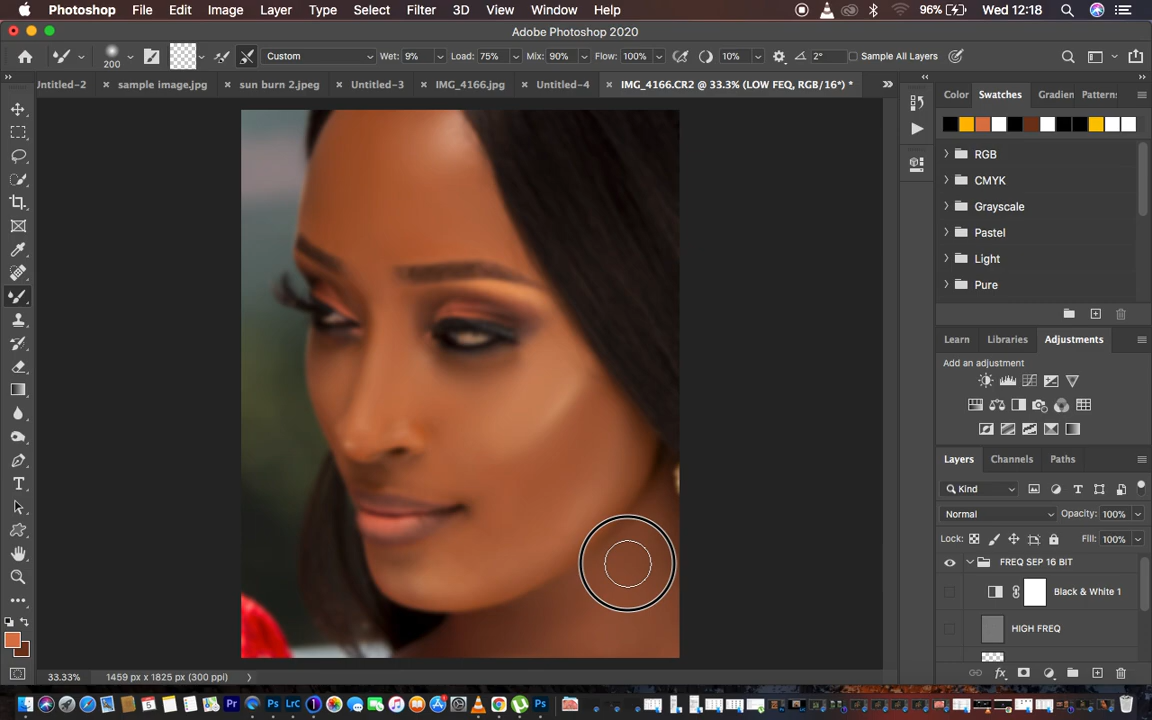 Photoshop File Edit Image Layer Type Select Filter 3D View Window Help 96% Wed 12:18
Adobe Photoshop 2020
200 Custom Wet: 9% Load: 75% Mix: 90% Flow: 100% 10% 2° Sample All Layers
Untitled-2 × sample image.jpg × sun burn 2.jpeg × Untitled-3 × IMG_4166.jpg × Untitled-4 × IMG_4166.CR2 @ 33.3% (LOW FEQ, RGB/16*) *
Color Swatches Gradien Pattern
RGB
CMYK
Grayscale
Pastel
Light
Pure
Learn Libraries Adjustments
Add an adjustment
Layers Channels Paths
Kind
Normal Opacity: 100%
Lock: Fill: 100%
FREQ SEP 16 BIT
Black & White 1
HIGH FREQ
33.33% 1459 px x 1825 px (300 ppi)